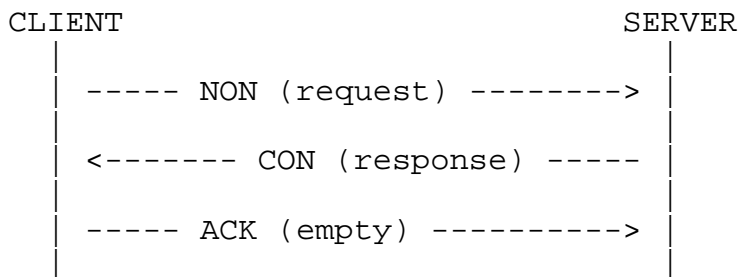 CLIENT SERVER
----- NON (request) -------->
<------- CON (response) -----
----- ACK (empty) ---------->